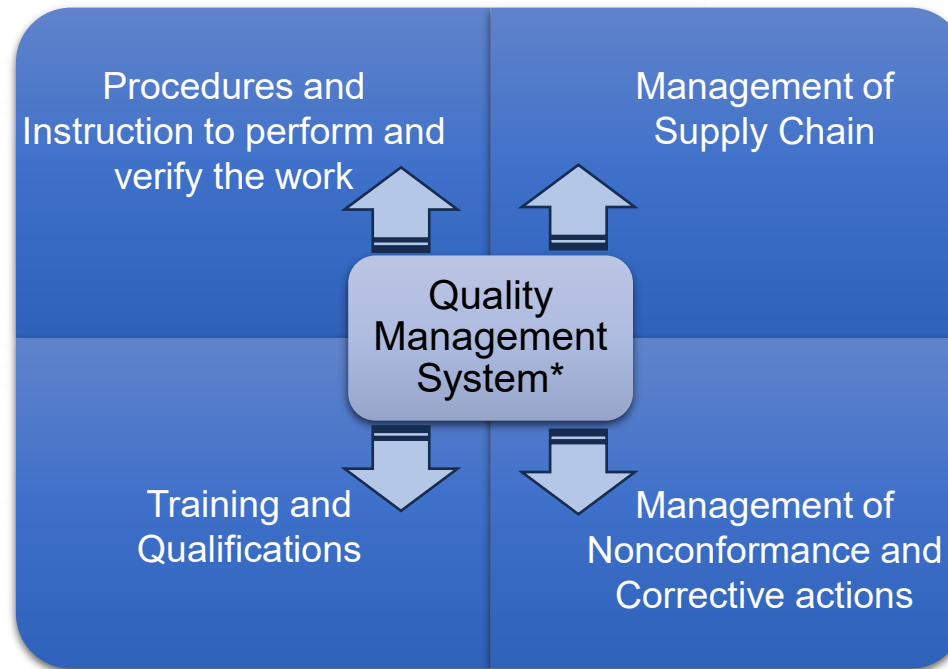 Procedures and
Instruction to perform and
verify the work
Management of
Supply Chain
Quality
Management
System*
Training and
Qualifications
Management of
Nonconformance and
Corrective actions